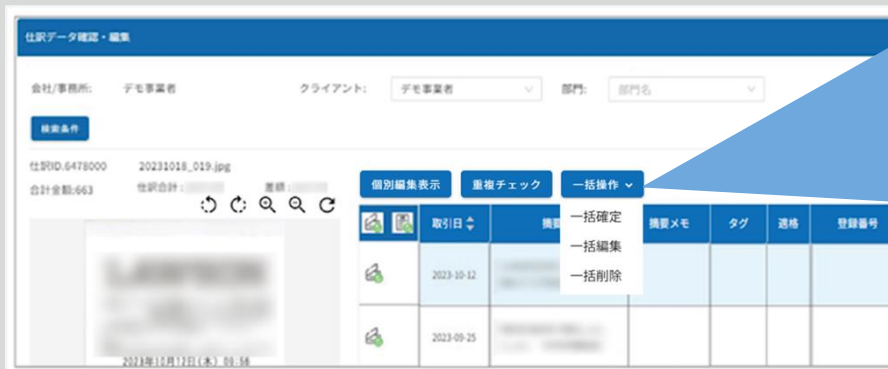 仕訳データ確認・編集
会社/事務所: デモ事業者 クライアント: デモ事業者 部門: 部門名
検索条件
仕訳ID.6478000 20231018_019.jpg
合計金額:663 仕訳合計: 差額:
個別編集表示 重複チェック 一括操作
取引日 摘要メモ タグ 適格 登録番号
一括確定
一括編集
一括削除
2023-10-12
2023-09-25
2023年10月12日(木) 09:56